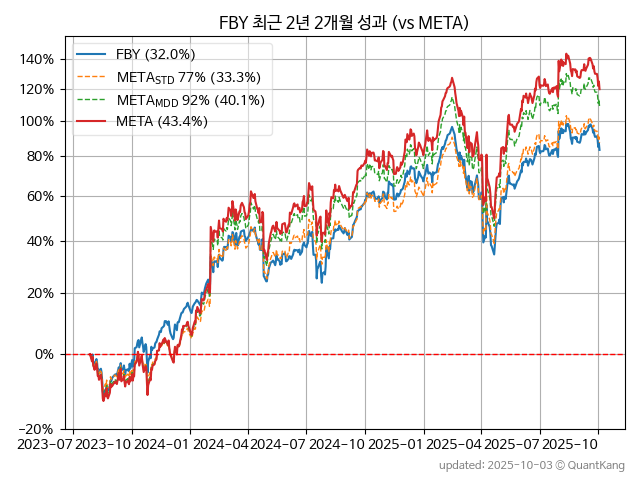 FBY 최근 2년 2개월 성과 (vs META)
FBY (32.0%)
META_STD 77% (33.3%)
META_MDD 92% (40.1%)
META (43.4%)
140%
120%
100%
80%
60%
40%
20%
0%
−20%
2023-07 2023-10 2024-01 2024-04 2024-07 2024-10 2025-01 2025-04 2025-07 2025-10
updated: 2025-10-03 © QuantKang